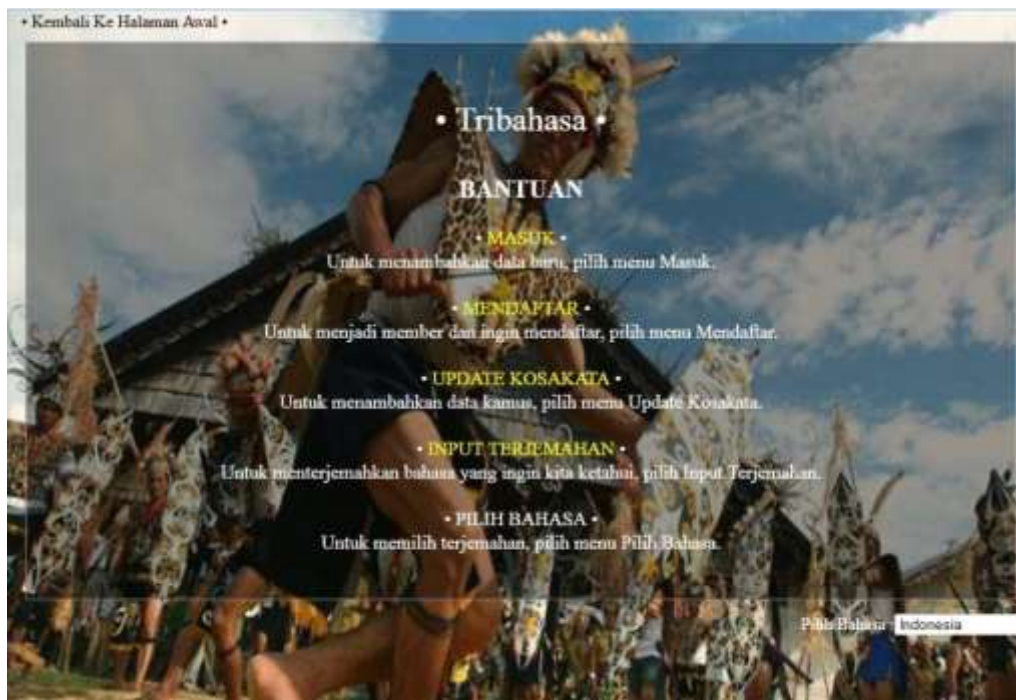 • Kembali Ke Halaman Awal •
• Tribahasa •
BANTUAN
• MASUK •
Untuk menambahkan data baru, pilih menu Masuk.
• MENDAFTAR •
Untuk menjadi member dan ingin mendaftar, pilih menu Mendaftar.
• UPDATE KOSAKATA •
Untuk menambahkan data kamus, pilih menu Update Kosakata.
• INPUT TERJEMAHAN •
Untuk menterjemahkan bahasa yang ingin kita ketahui, pilih Input Terjemahan.
• PILIH BAHASA •
Untuk memilih terjemahan, pilih menu Pilih Bahasa.
Pilih Bahasa Indonesia